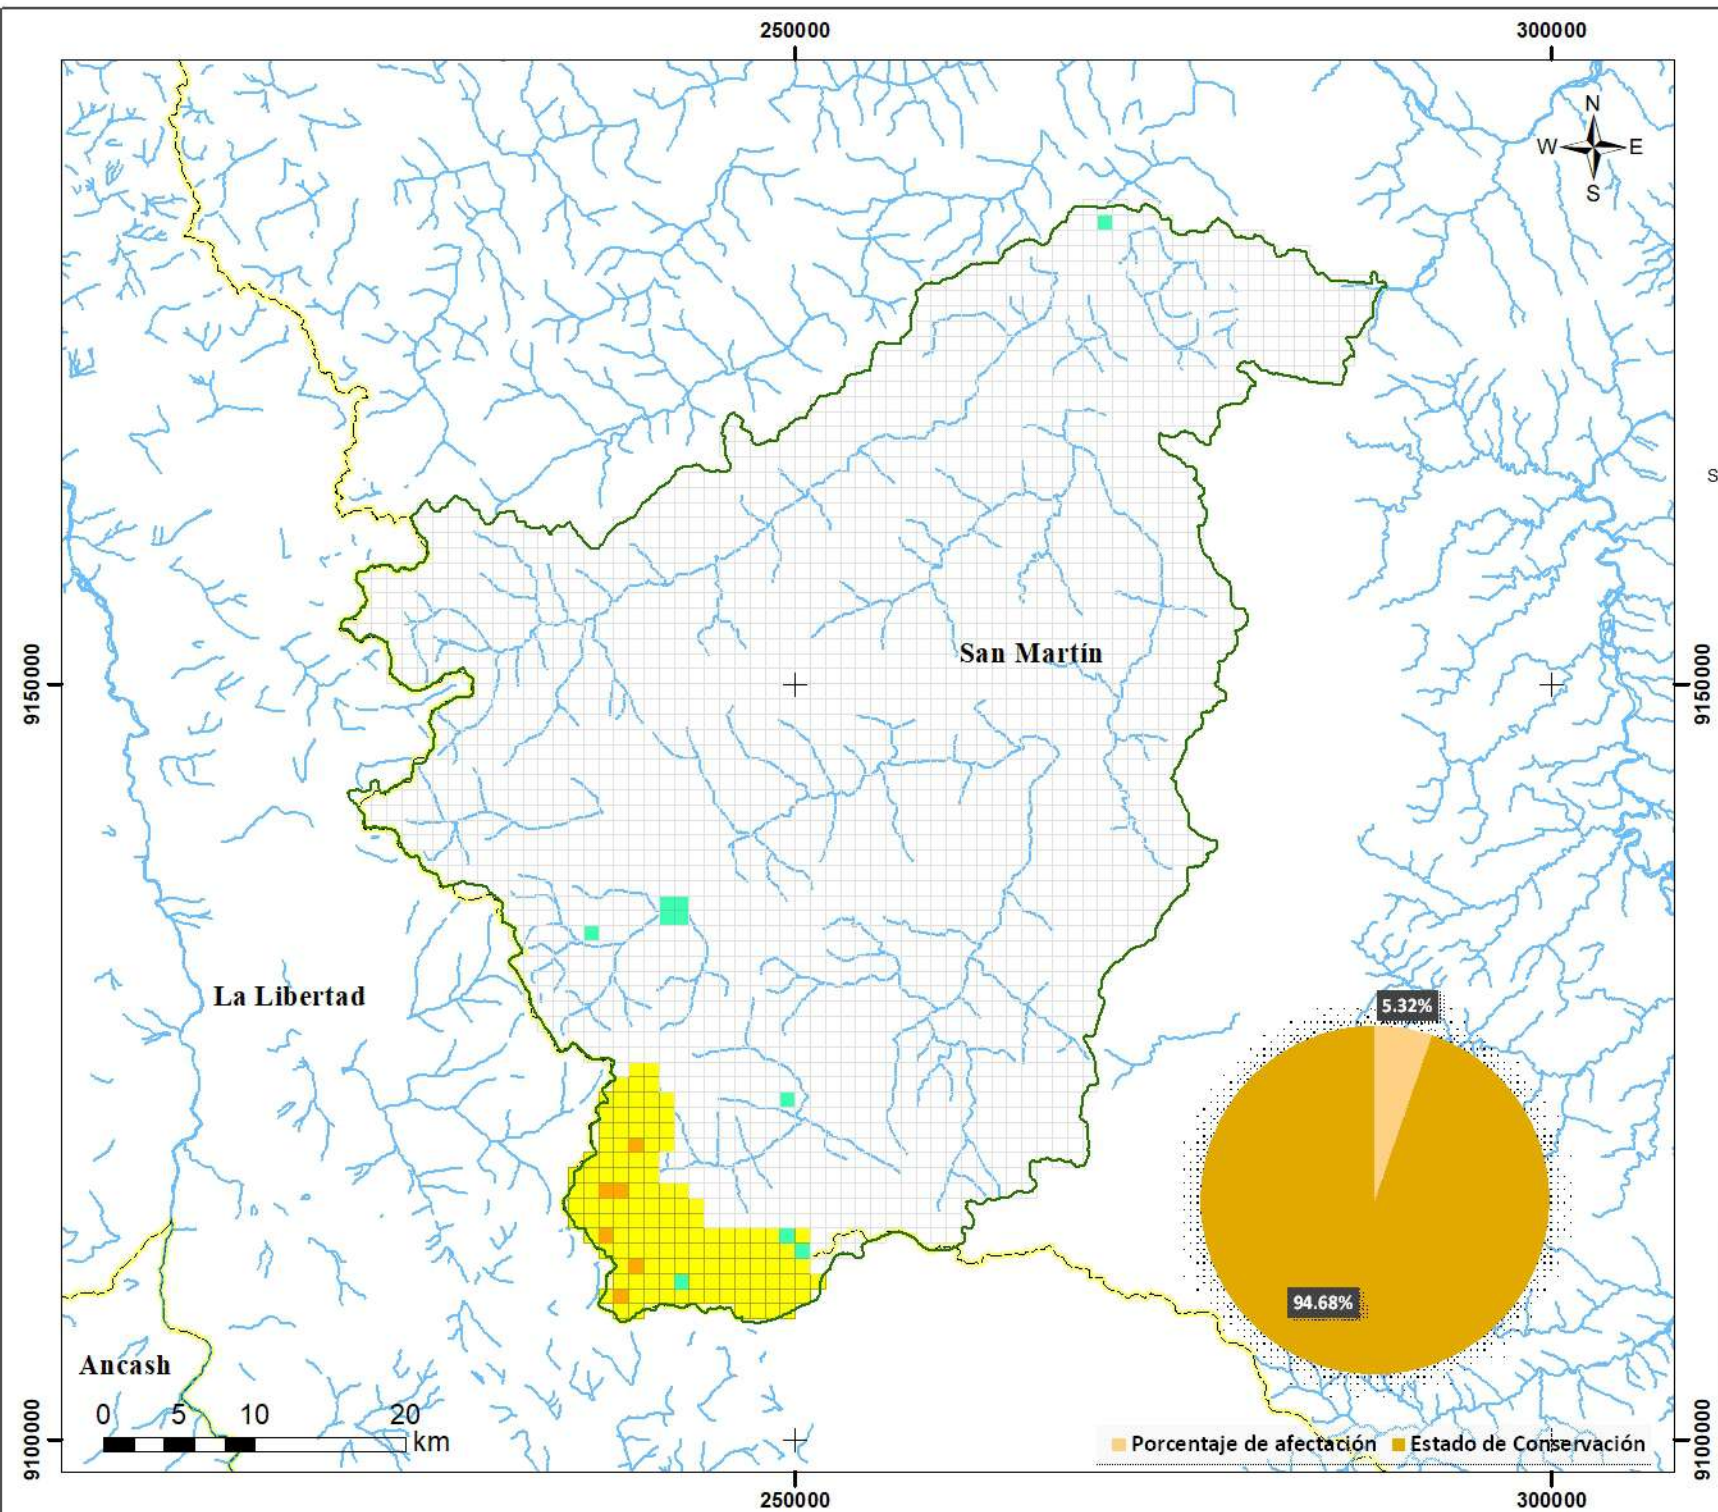 250000 300000
N
W E
S
S
9150000 San Martín 9150000
La Libertad
5.32%
94.68%
Ancash
0 5 10 20
km
Porcentaje de afectación Estado de Conservación
9100000 9100000
250000 300000